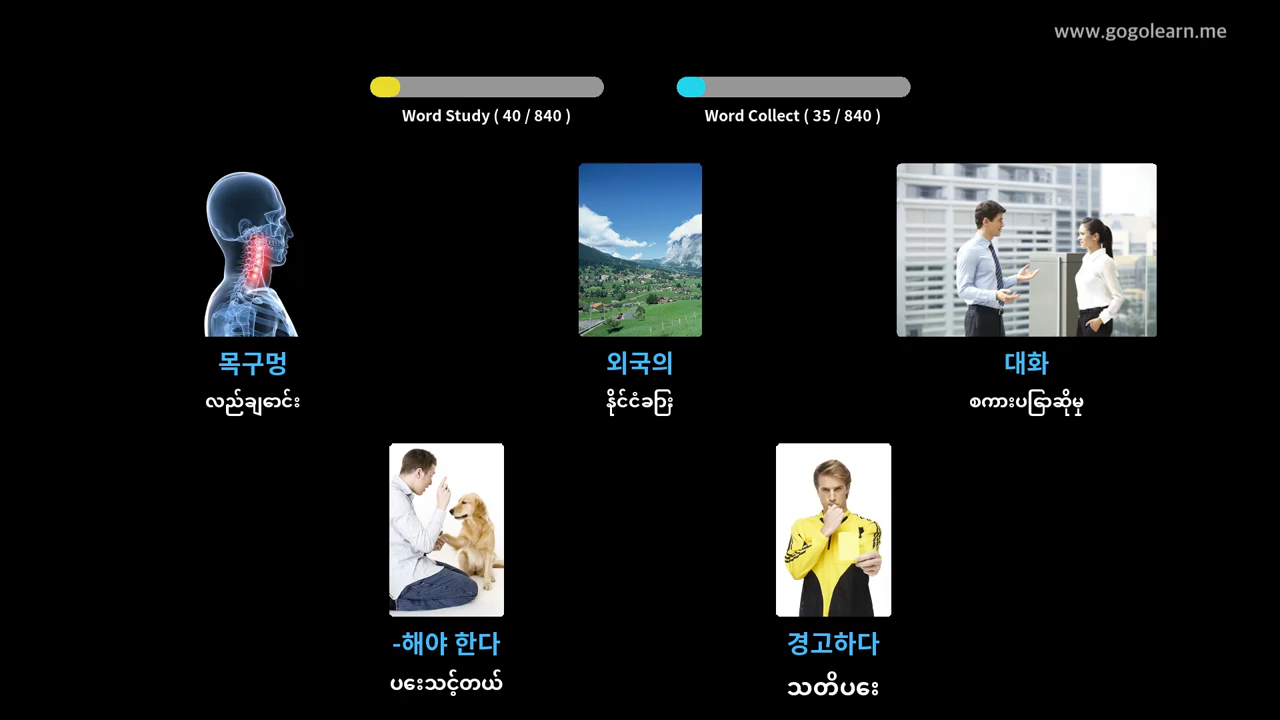 www.gogolearn.me
Word Study ( 40 / 840 )
Word Collect ( 35 / 840 )
목구멍
လည်ချောင်း
외국의
နိုင်ငံခြား
대화
စကားပြောဆိုမှု
-해야 한다
ပေးသင့်တယ်
경고하다
သတိပေး